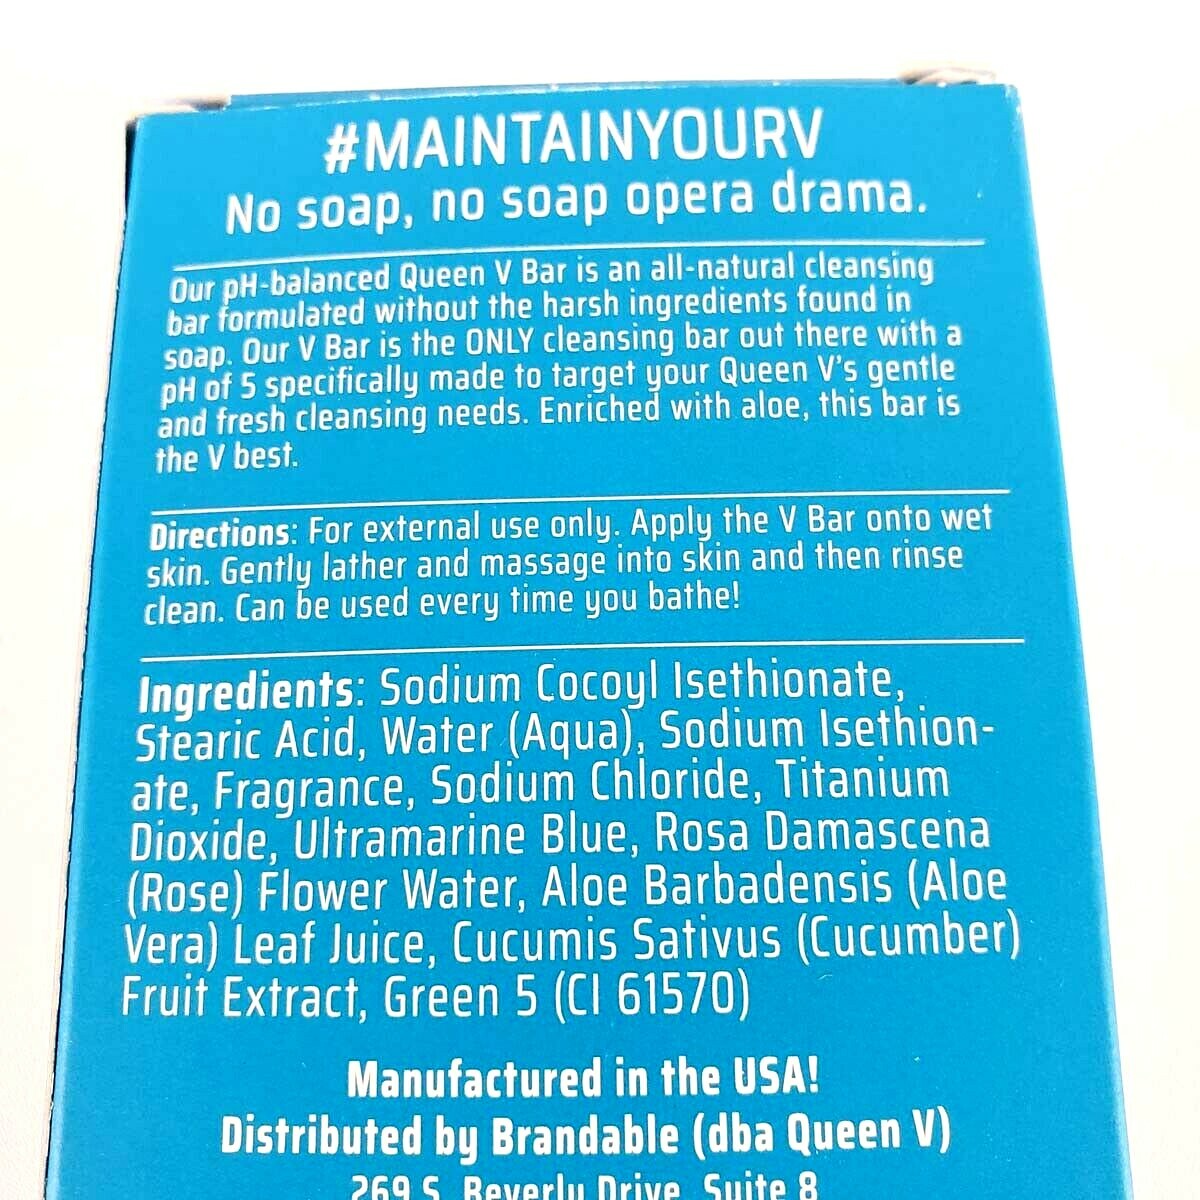 #MAINTAINYOURV
No soap, no soap opera drama.
Our pH-balanced Queen V Bar is an all-natural cleansing
bar formulated without the harsh ingredients found in
soap. Our V Bar is the ONLY cleansing bar out there with a
pH of 5 specifically made to target your Queen V's gentle
and fresh cleansing needs. Enriched with aloe, this bar is
the V best.
Directions: For external use only. Apply the V Bar onto wet
skin. Gently lather and massage into skin and then rinse
clean. Can be used every time you bathe!
Ingredients: Sodium Cocoyl Isethionate,
Stearic Acid, Water (Aqua), Sodium Isethion-
ate, Fragrance, Sodium Chloride, Titanium
Dioxide, Ultramarine Blue, Rosa Damascena
(Rose) Flower Water, Aloe Barbadensis (Aloe
Vera) Leaf Juice, Cucumis Sativus (Cucumber)
Fruit Extract, Green 5 (CI 61570)
Manufactured in the USA!
Distributed by Brandable (dba Queen V)
269 S. Beverly Drive, Suite 8